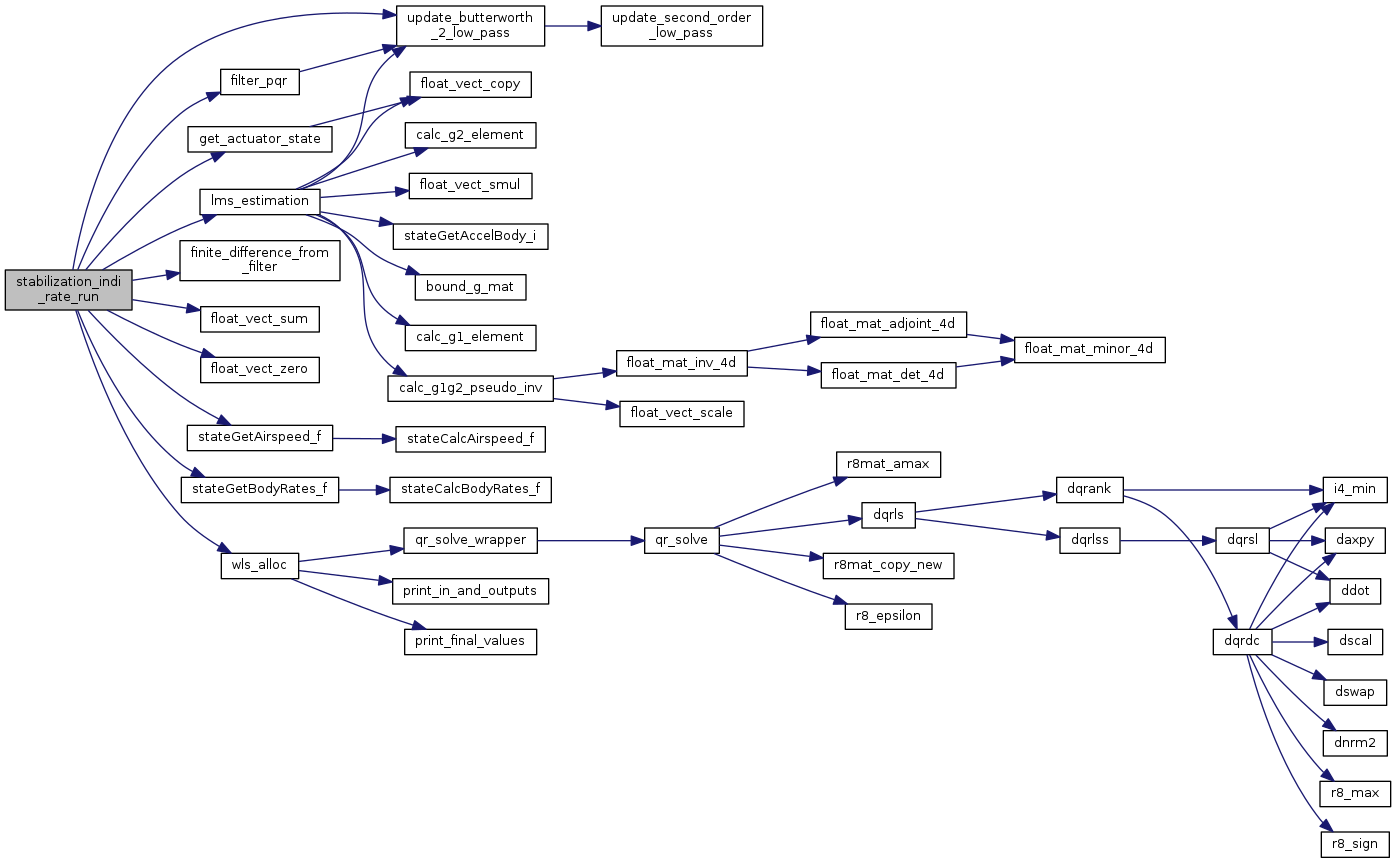 stabilization_indi
_rate_run
update_butterworth
_2_low_pass
update_second_order
_low_pass
filter_pqr
get_actuator_state
lms_estimation
finite_difference_from
_filter
float_vect_sum
float_vect_zero
stateGetAirspeed_f
stateGetBodyRates_f
wls_alloc
float_vect_copy
calc_g2_element
float_vect_smul
stateGetAccelBody_i
bound_g_mat
calc_g1_element
calc_g1g2_pseudo_inv
stateCalcAirspeed_f
stateCalcBodyRates_f
qr_solve_wrapper
print_in_and_outputs
print_final_values
float_mat_inv_4d
float_vect_scale
float_mat_adjoint_4d
float_mat_det_4d
float_mat_minor_4d
qr_solve
r8mat_amax
dqrls
r8mat_copy_new
r8_epsilon
dqrank
dqrlss
dqrsl
dqrdc
i4_min
daxpy
ddot
dscal
dswap
dnrm2
r8_max
r8_sign